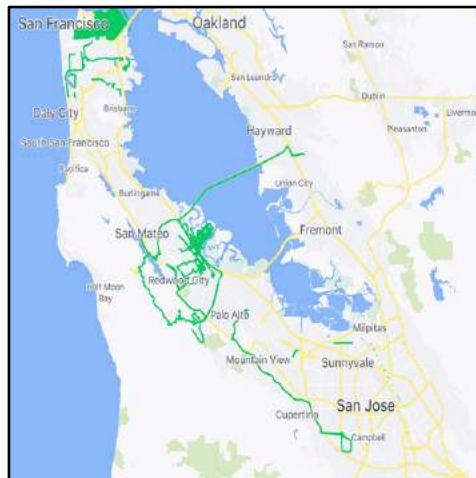 San Francisco
Oakland
San Ramon
San Leandro
Dublin
Livermo
Daly City
Brisbane
Hayward
Pleasanton
South San Francisco
Pacifica
Union City
Burlingame
San Mateo
Fremont
Half Moon
Bay
Redwood City
Palo Alto
Milpitas
Mountain View
Sunnyvale
Cupertino
San Jose
Campbell